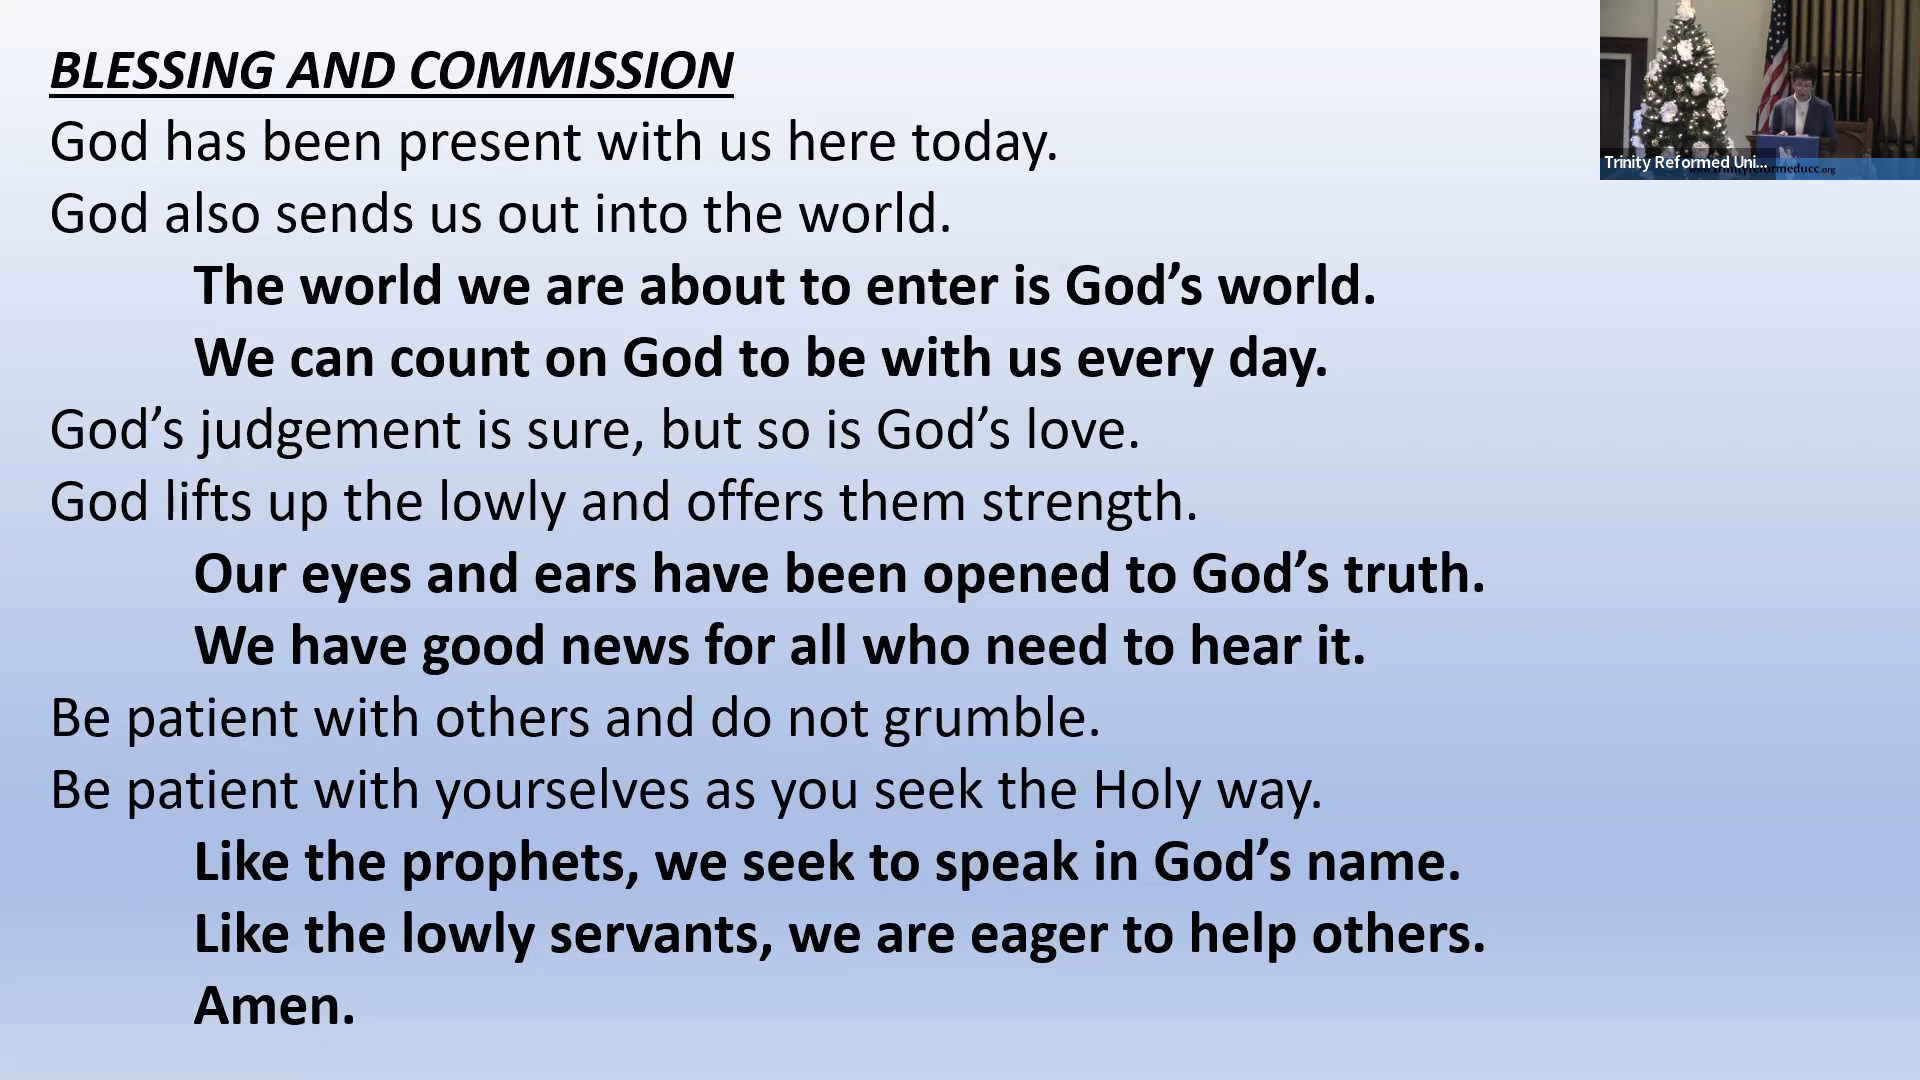 BLESSING AND COMMISSION
God has been present with us here today.
God also sends us out into the world.
The world we are about to enter is God’s world.
We can count on God to be with us every day.
God’s judgement is sure, but so is God’s love.
God lifts up the lowly and offers them strength.
Our eyes and ears have been opened to God’s truth.
We have good news for all who need to hear it.
Be patient with others and do not grumble.
Be patient with yourselves as you seek the Holy way.
Like the prophets, we seek to speak in God’s name.
Like the lowly servants, we are eager to help others.
Amen.
Trinity Reformed Uni...